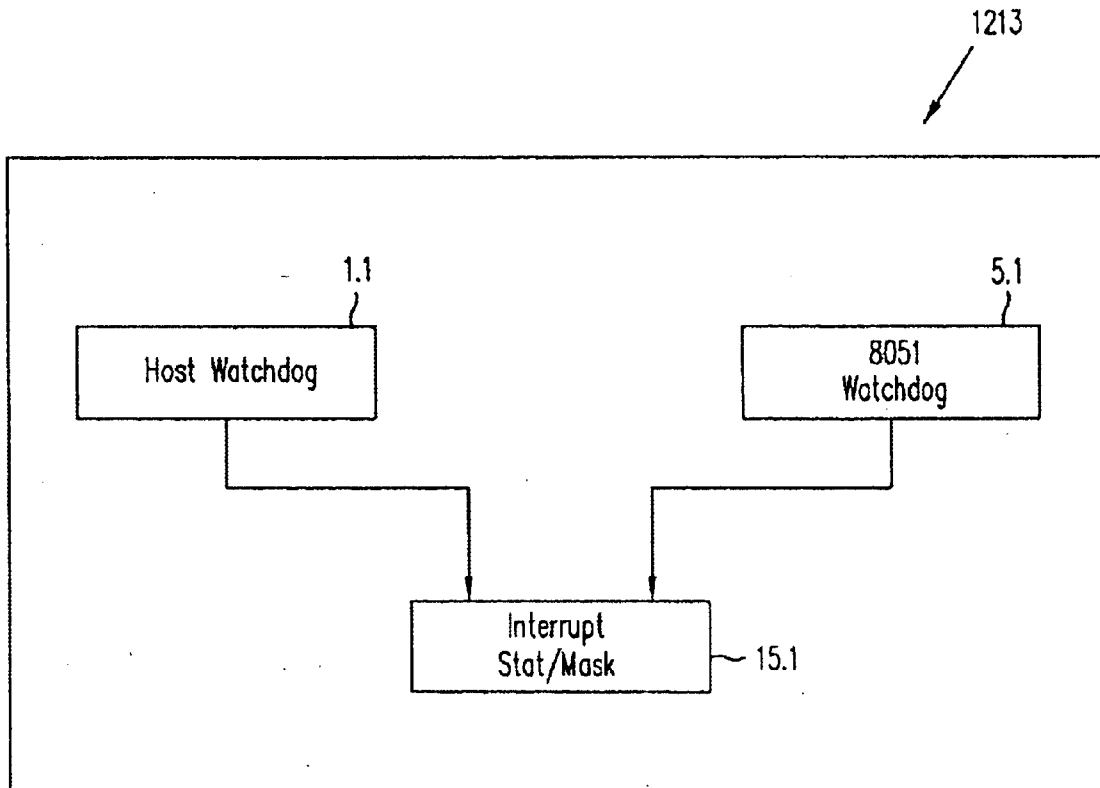 1213
1.1
5.1
Host Watchdog
8051
Watchdog
Interrupt
Stat/Mask
15.1